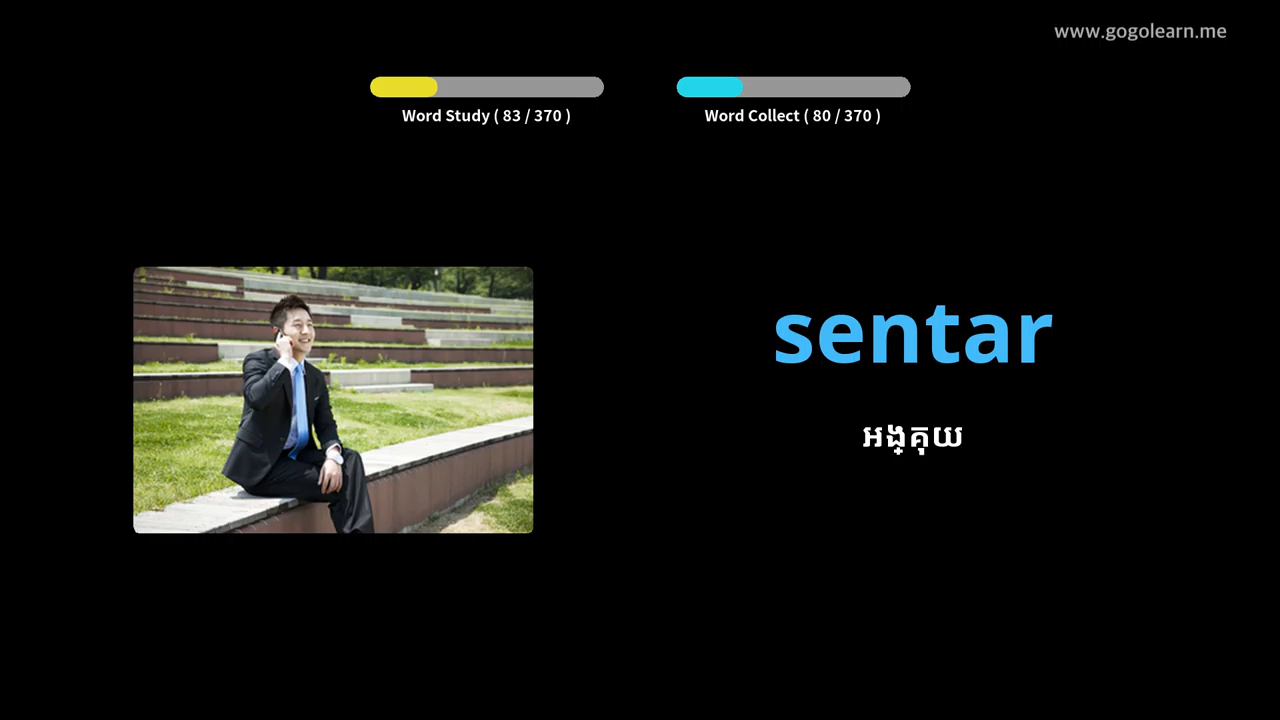 www.gogolearn.me
Word Study ( 83 / 370 )
Word Collect ( 80 / 370 )
sentar
អង្គុយ